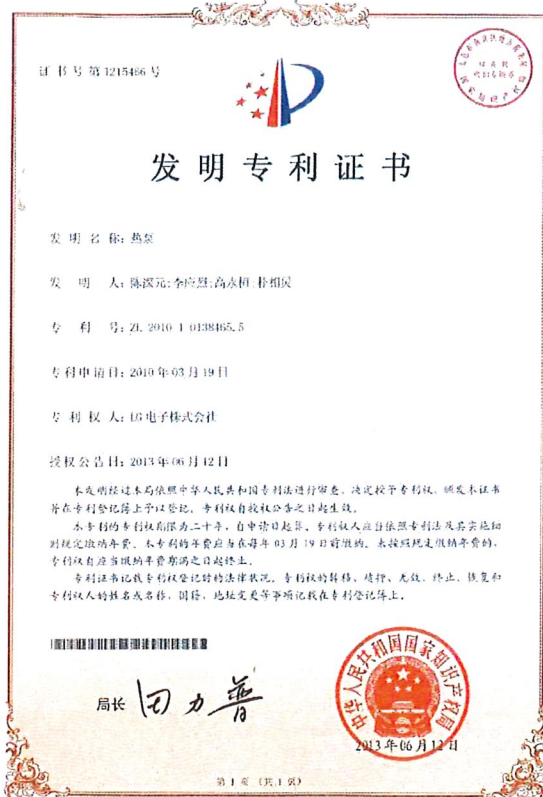 证书号第1215466号
发明专利证书
发明名称：热泵
发明人：陈深元;李应烈;高永桓;朴相民
专利号：ZL 2010 1 0138465.5
专利申请日：2010年03月19日
专利权人：LG电子株式会社
授权公告日：2013年06月12日
本发明经过本局依照中华人民共和国专利法进行审查，决定授予专利权，颁发本证书
并在专利登记簿上予以登记。专利权自授权公告之日起生效。
本专利的专利权期限为二十年，自申请日起算。专利权人应当依照专利法及其实施细
则规定缴纳年费。本专利的年费应当在每年03月19日前缴纳。未按照规定缴纳年费的，
专利权自应当缴纳年费期满之日起终止。
专利证书记载专利权登记时的法律状况。专利权的转移、质押、无效、终止、恢复和
专利权人的姓名或名称、国籍、地址变更等事项记载在专利登记簿上。
局长 田力普
中华人民共和国国家知识产权局
2013年06月12日
第1页（共1页）